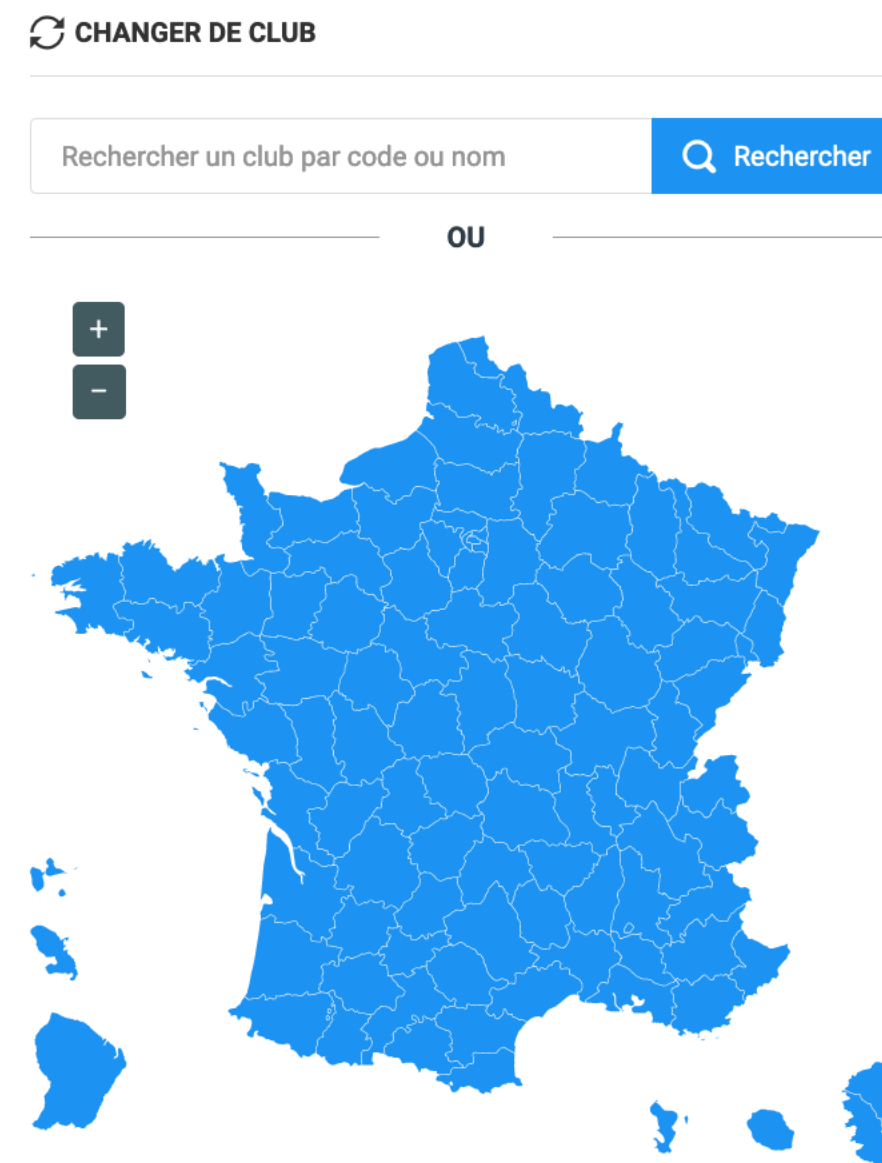 CHANGER DE CLUB
Rechercher un club par code ou nom
Rechercher
OU
+
−